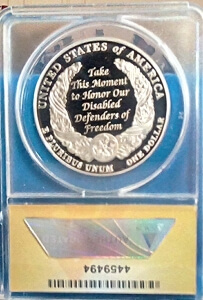 UNITED STATES of AMERICA
Take
This Moment
to Honor Our
Disabled
Defenders of
Freedom
E PLURIBUS UNUM
ONE DOLLAR
4459494